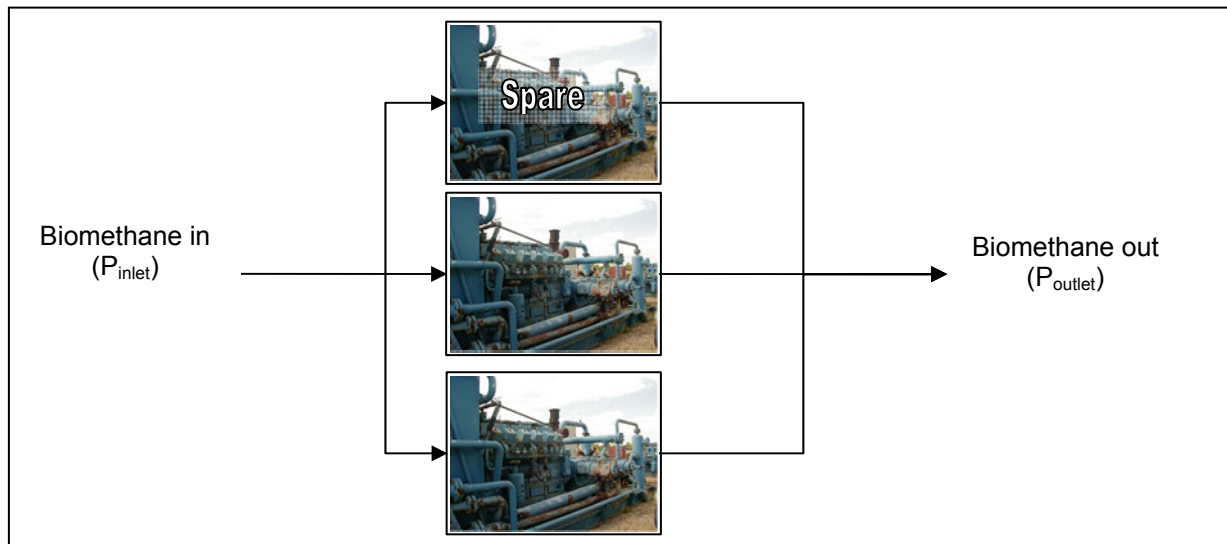 Spare
Biomethane in
(Pinlet)
Biomethane out
(Poutlet)